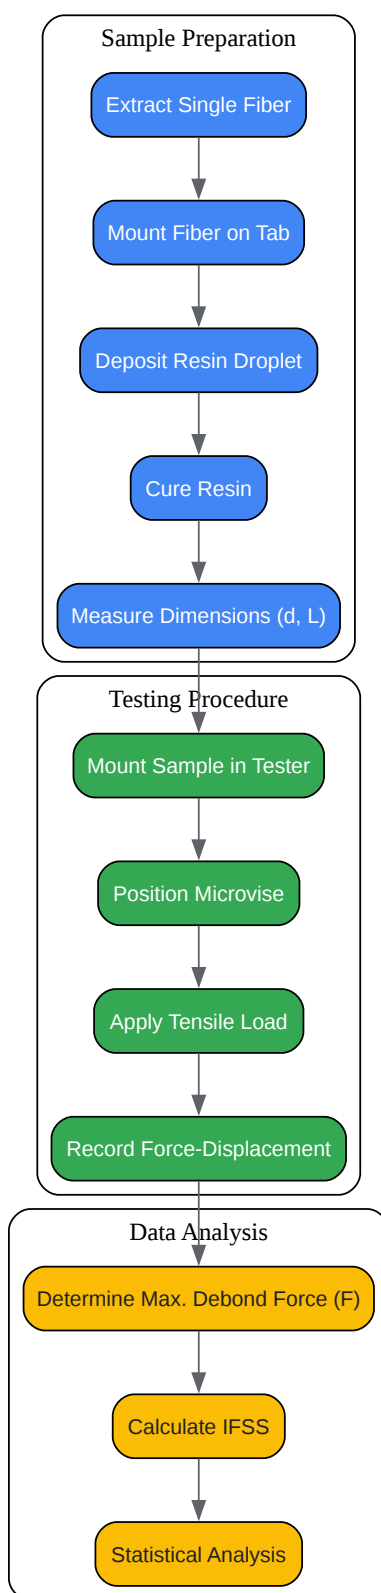 Sample Preparation
Extract Single Fiber
Mount Fiber on Tab
Deposit Resin Droplet
Cure Resin
Measure Dimensions (d, L)
Testing Procedure
Mount Sample in Tester
Position Microvise
Apply Tensile Load
Record Force-Displacement
Data Analysis
Determine Max. Debond Force (F)
Calculate IFSS
Statistical Analysis